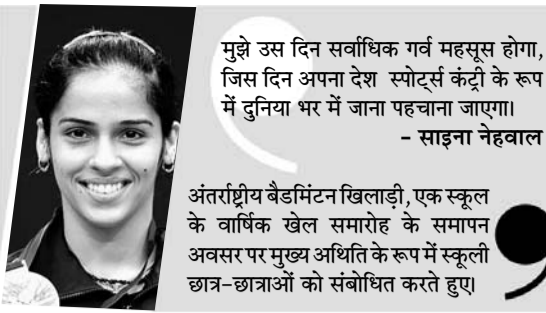 मुझे उस दिन सर्वाधिक गर्व महसूस होगा,
जिस दिन अपना देश स्पोर्ट्स कंट्री के रूप
में दुनिया भर में जाना पहचाना जाएगा।
– साइना नेहवाल
अंतर्राष्ट्रीय बैडमिंटन खिलाड़ी, एक स्कूल
के वार्षिक खेल समारोह के समापन
अवसर पर मुख्य अथिति के रूप में स्कूली
छात्र-छात्राओं को संबोधित करते हुए।